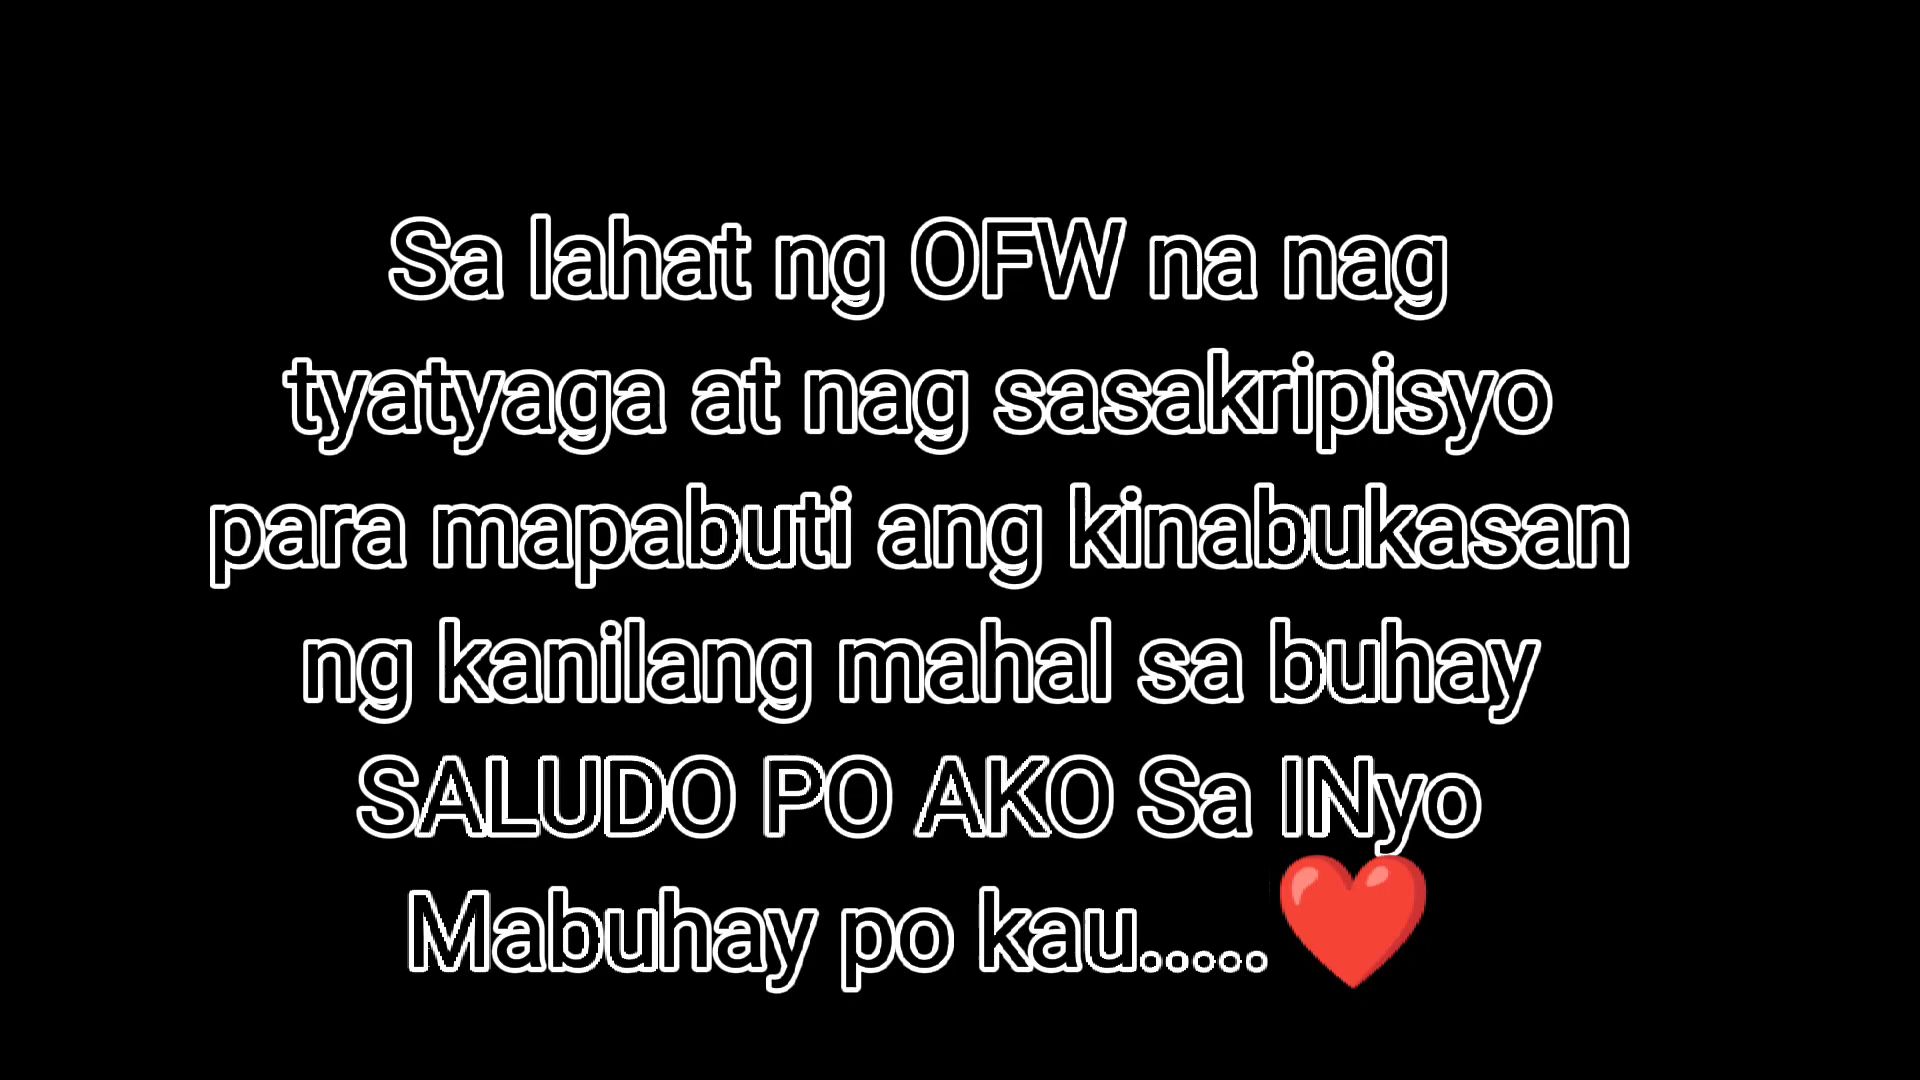 Sa lahat ng OFW na nag
tyatyaga at nag sasakripisyo
para mapabuti ang kinabukasan
ng kanilang mahal sa buhay
SALUDO PO AKO Sa INyo
Mabuhay po kau.....❤️